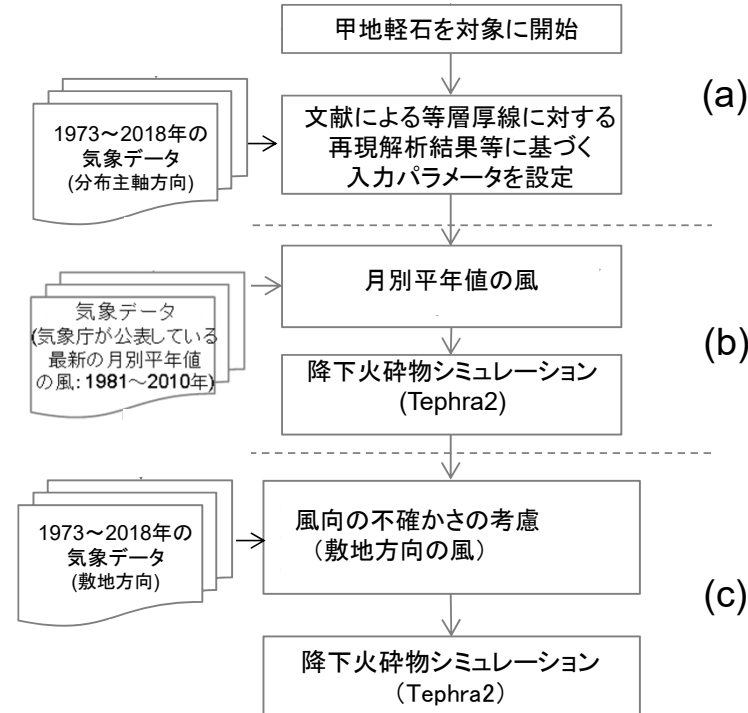 甲地軽石を対象に開始
(a)
1973～2018年の
気象データ
(分布主軸方向)
文献による等層厚線に対する
再現解析結果等に基づく
入力パラメータを設定
月別平年値の風
気象データ
(気象庁が公表している
最新の月別平年値
の風：1981～2010年)
(b)
降下火砕物シミュレーション
(Tephra2)
1973～2018年の
気象データ
(敷地方向)
風向の不確かさの考慮
（敷地方向の風）
(c)
降下火砕物シミュレーション
（Tephra2）